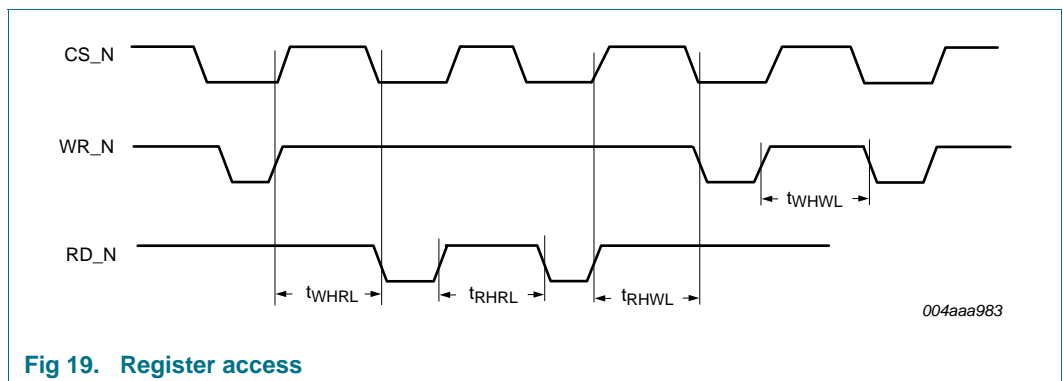 CS_N
WR_N
tWHWL
RD_N
tWHRL
tRHRL
tRHWL
004aaa983
Fig 19. Register access